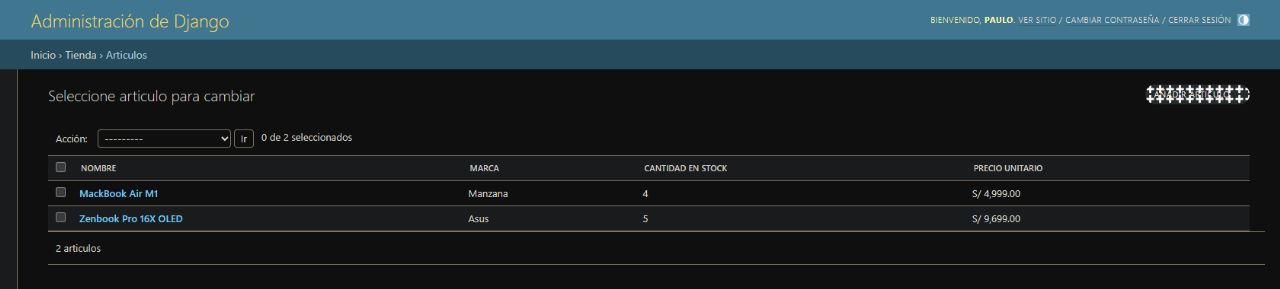 Administración de Django
BIENVENIDO, PAULO. VER SITIO / CAMBIAR CONTRASEÑA / CERRAR SESIÓN
Inicio › Tienda › Articulos
Seleccione articulo para cambiar
AÑADIR ARTICULO
Acción: --------- Ir 0 de 2 seleccionados
NOMBRE MARCA CANTIDAD EN STOCK PRECIO UNITARIO
MackBook Air M1 Manzana 4 S/ 4,999.00
Zenbook Pro 16X OLED Asus 5 S/ 9,699.00
2 articulos